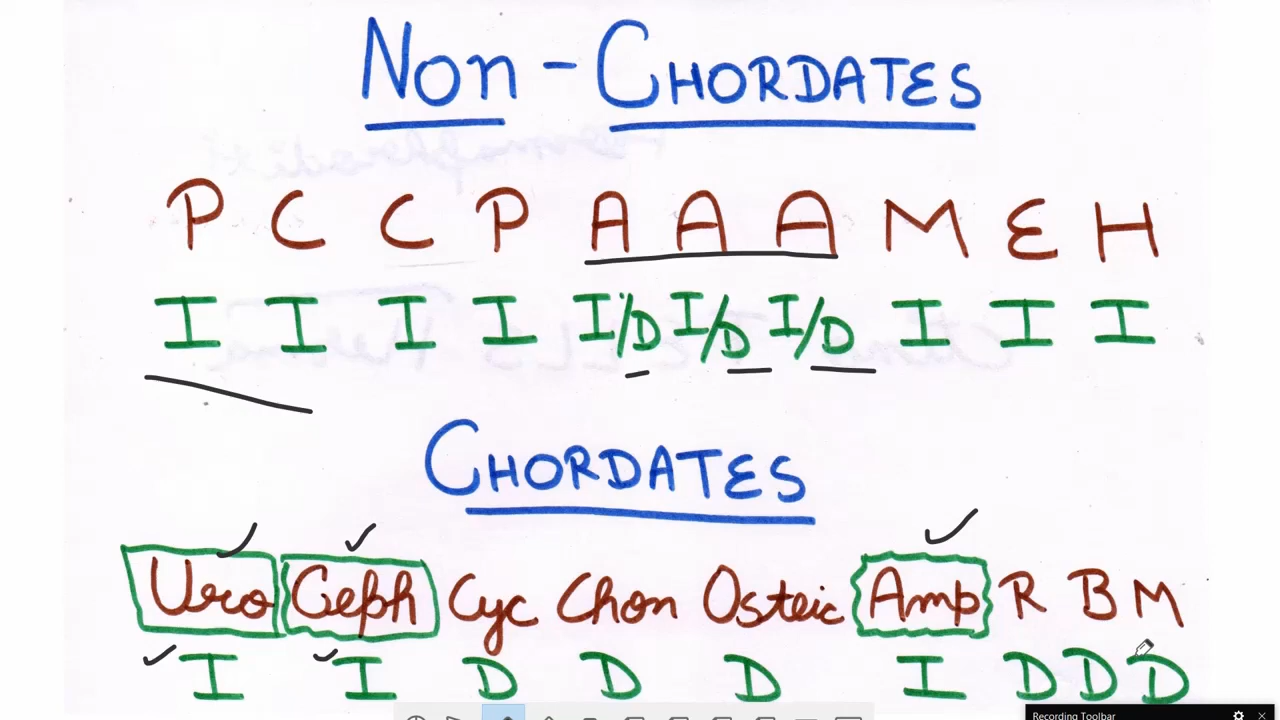 NON-CHORDATES
P C C P A A A M E H
I I I I I/D I/D I/D I I I
CHORDATES
Uro Ceph Cyc Chon Osteic Amp R B M
I I D D D I D D D
Recording Toolbar